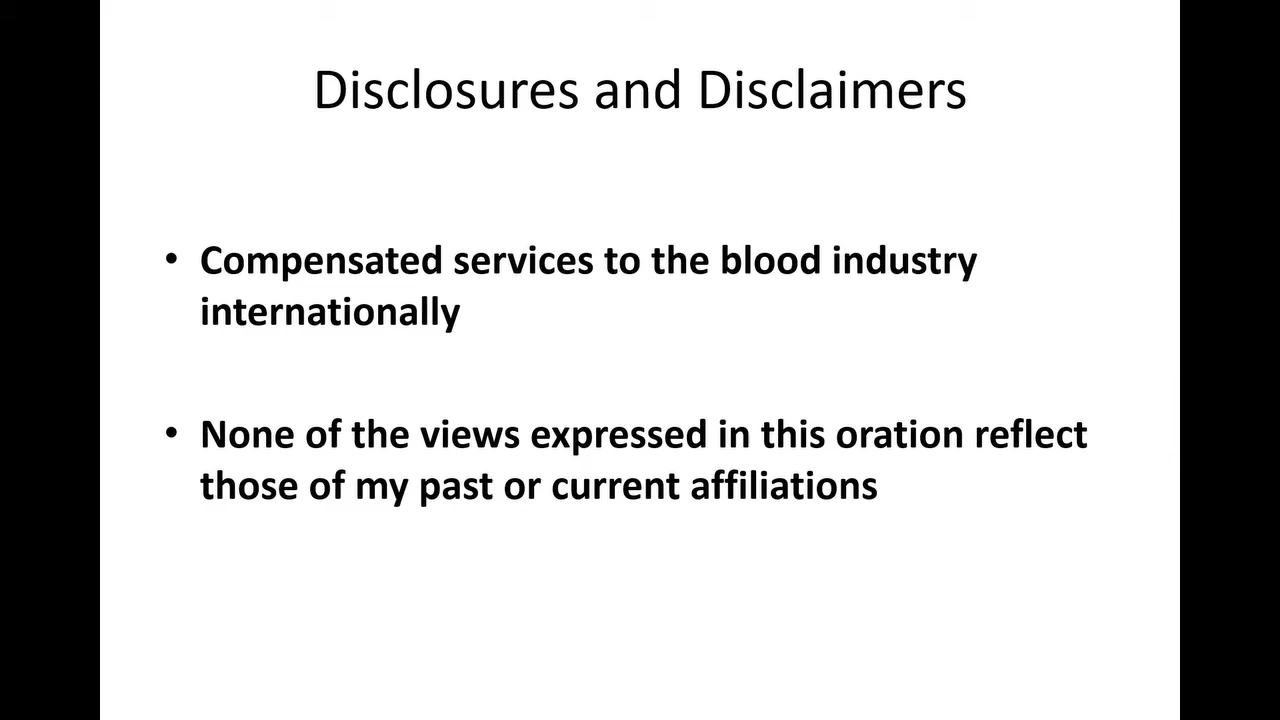 Disclosures and Disclaimers
• Compensated services to the blood industry
internationally
• None of the views expressed in this oration reflect
those of my past or current affiliations